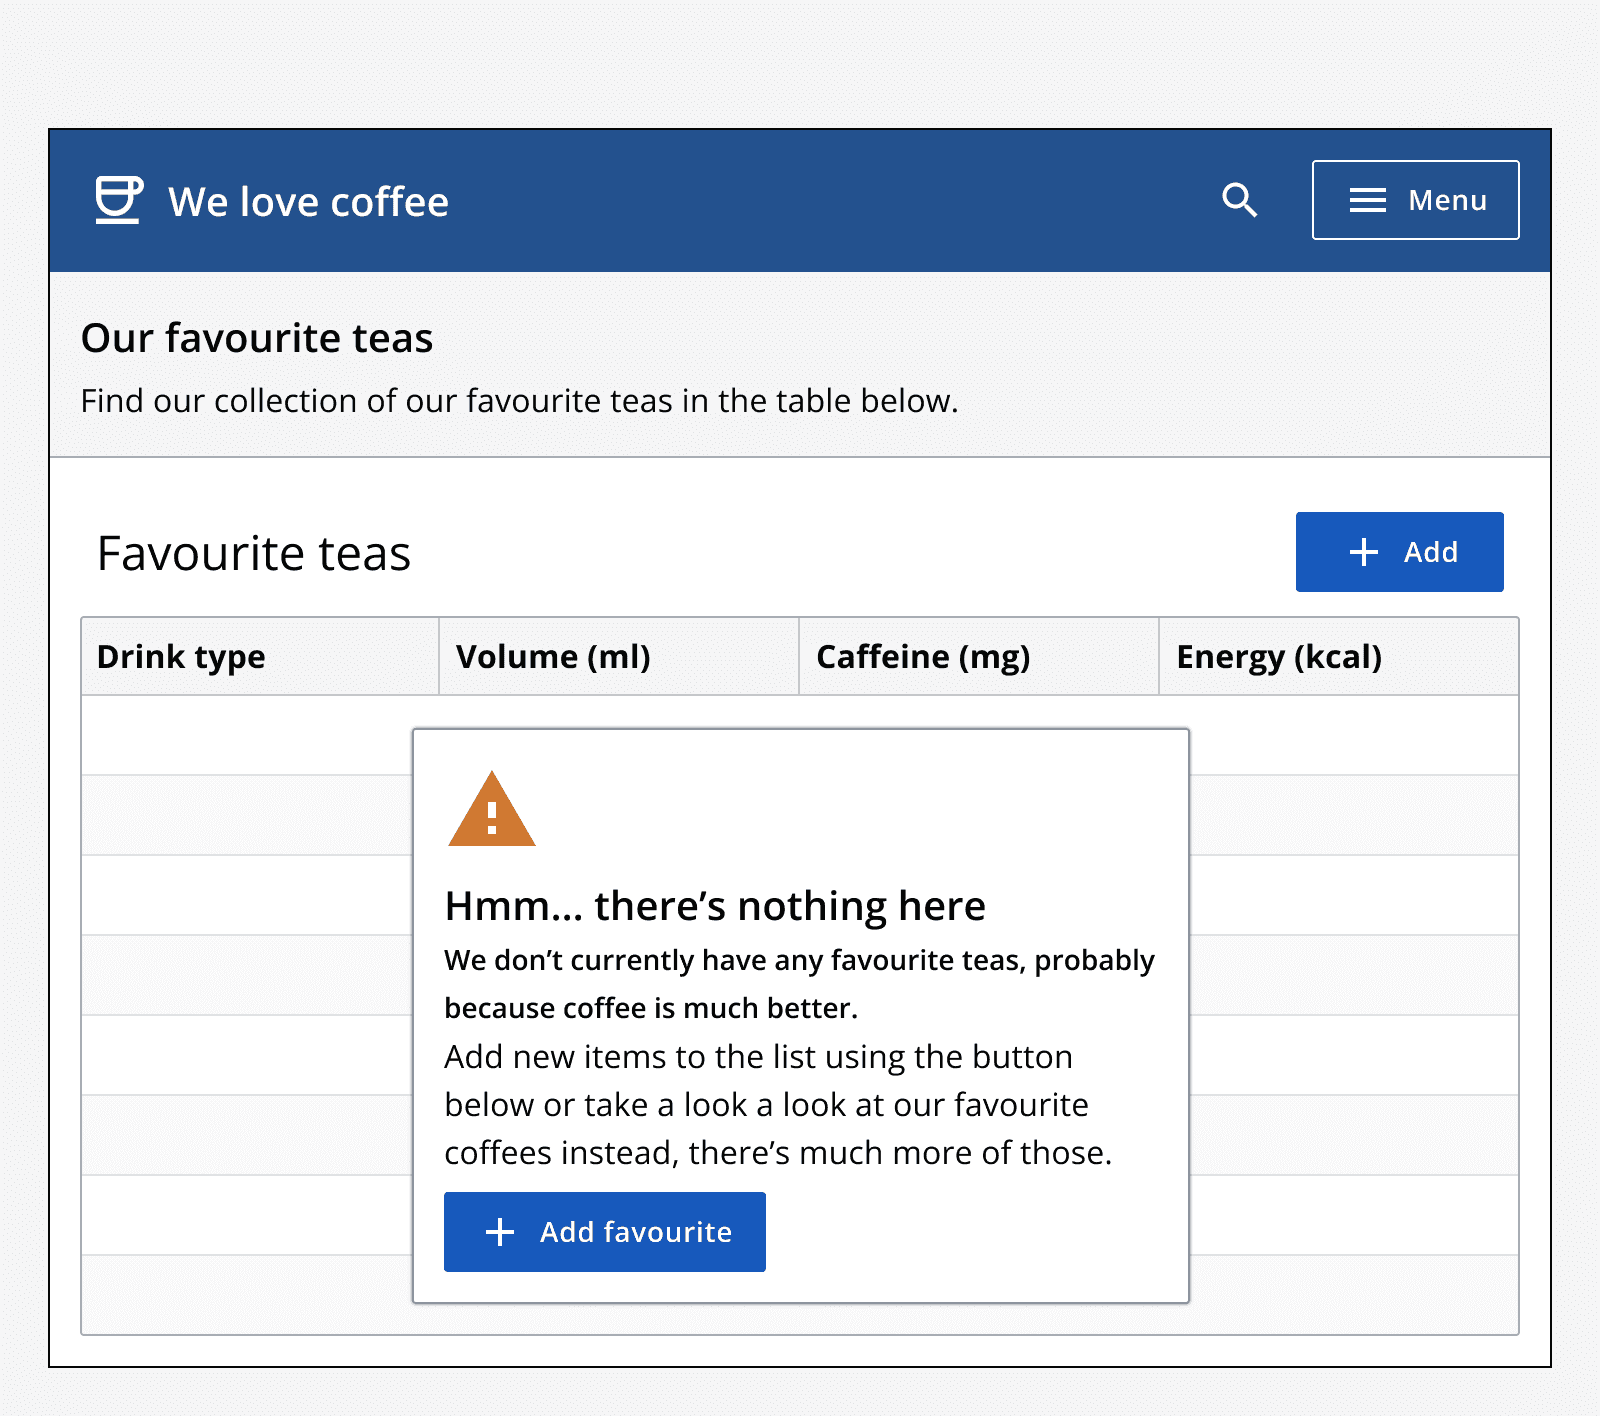 We love coffee
Menu
Our favourite teas
Find our collection of our favourite teas in the table below.
Favourite teas
Add
Drink type
Volume (ml)
Caffeine (mg)
Energy (kcal)
Hmm... there’s nothing here
We don’t currently have any favourite teas, probably
because coffee is much better.
Add new items to the list using the button
below or take a look a look at our favourite
coffees instead, there’s much more of those.
Add favourite